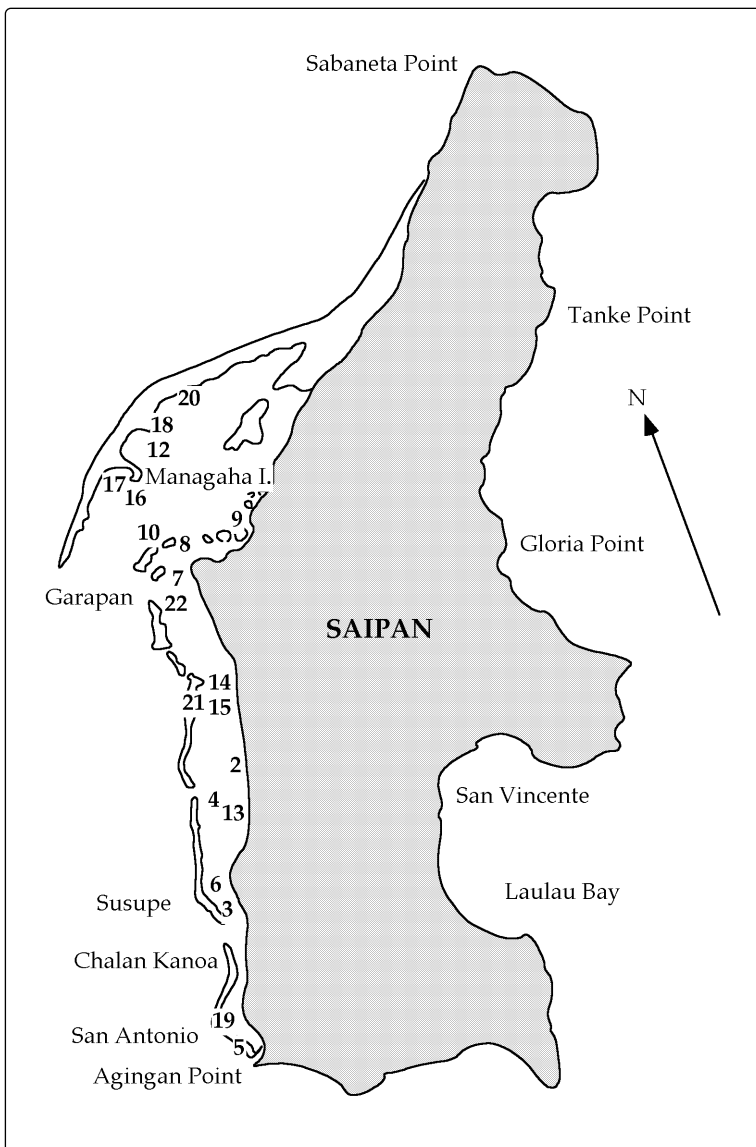 Sabaneta Point
Tanke Point
N
20
18
12
Managaha I.
17
16
9
10
8
Gloria Point
7
Garapan
22
SAIPAN
14
21
15
2
San Vincente
4
13
6
Laulau Bay
Susupe
3
Chalan Kanoa
19
San Antonio
5
Agingan Point